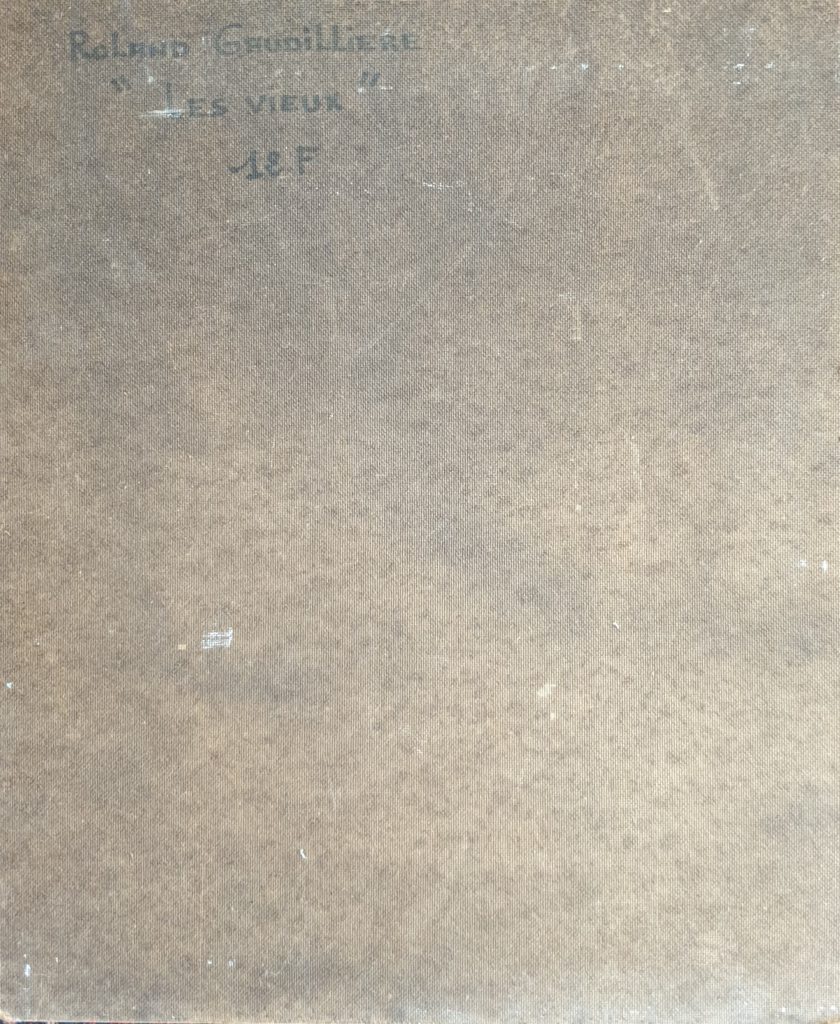 ROLAND GAUDILLIERE
" LES VIEUX "
12 F